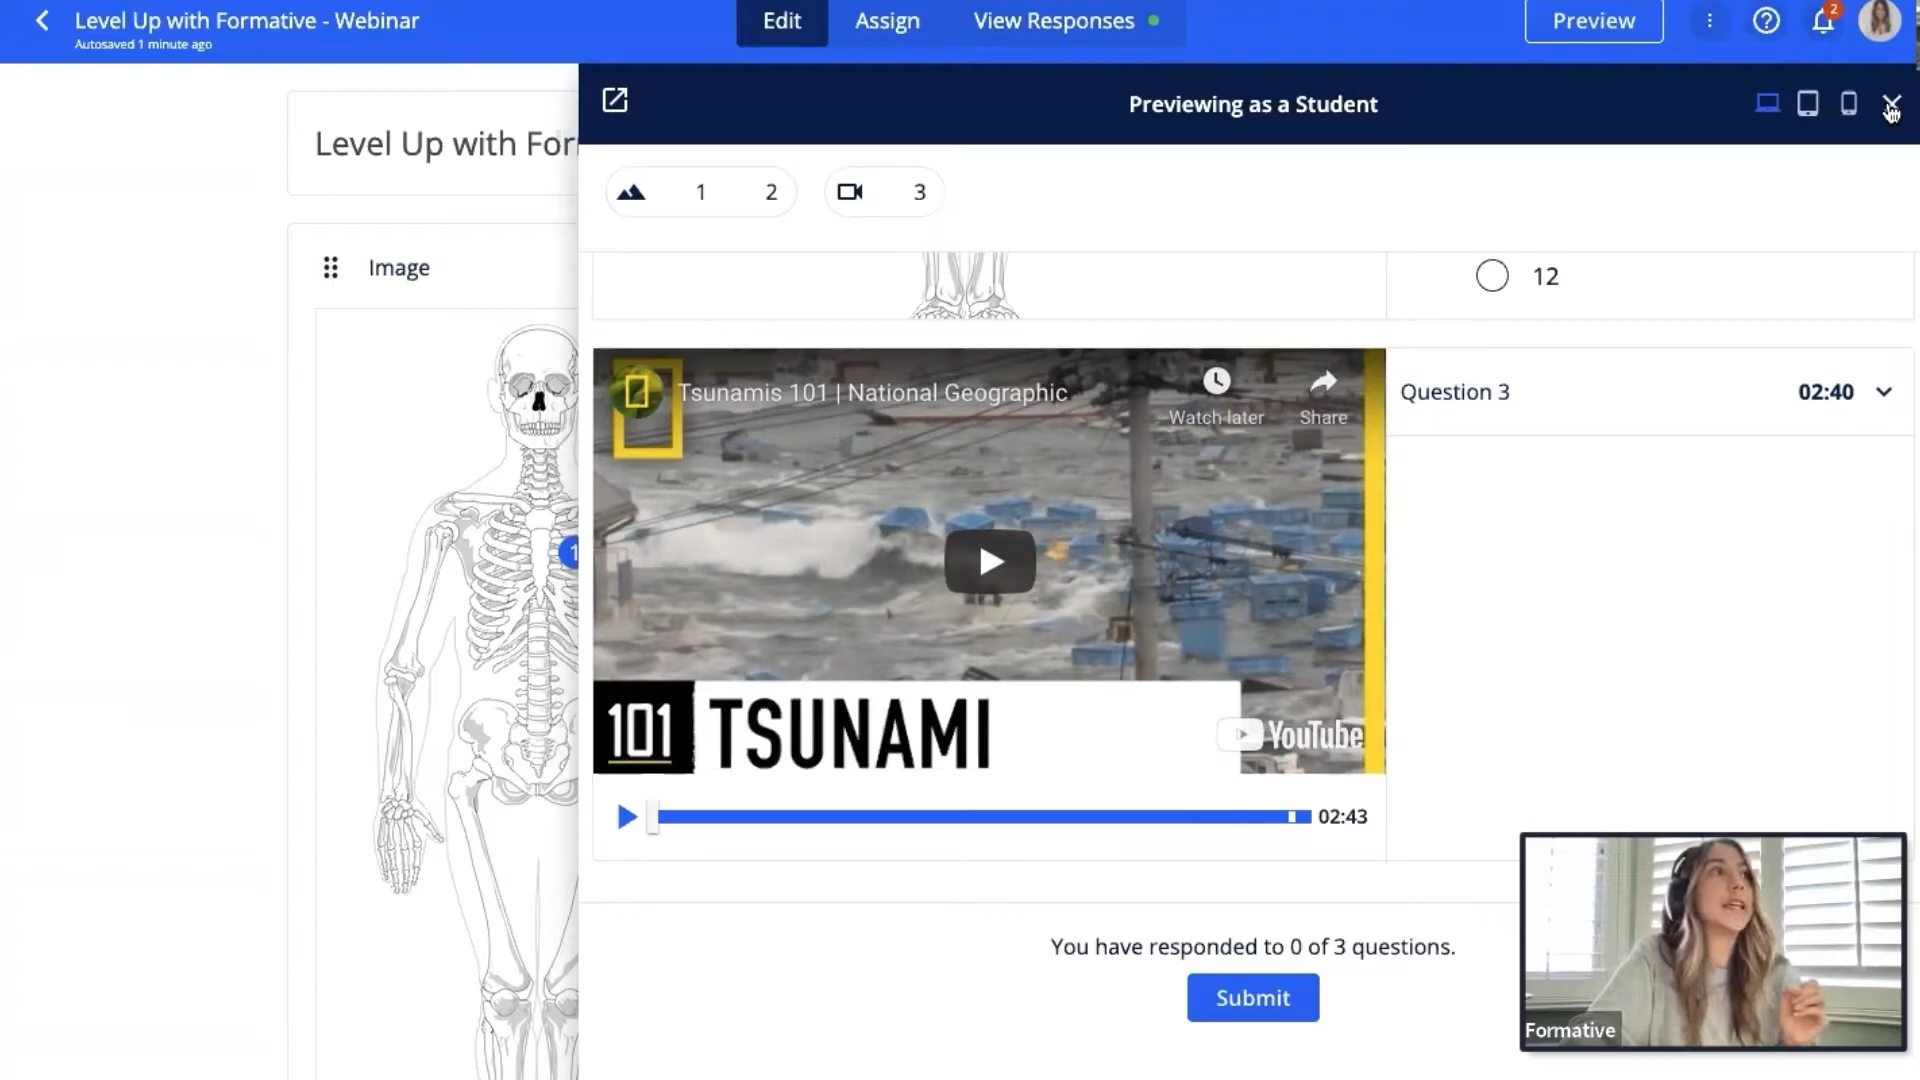 Level Up with Formative - Webinar
Autosaved 1 minute ago
Edit
Assign
View Responses
Preview
2
Previewing as a Student
Level Up with For
1 2
3
Image
12
Tsunamis 101 | National Geographic
Watch later
Share
Question 3
02:40
1
101 TSUNAMI
YouTube
02:43
You have responded to 0 of 3 questions.
Submit
Formative